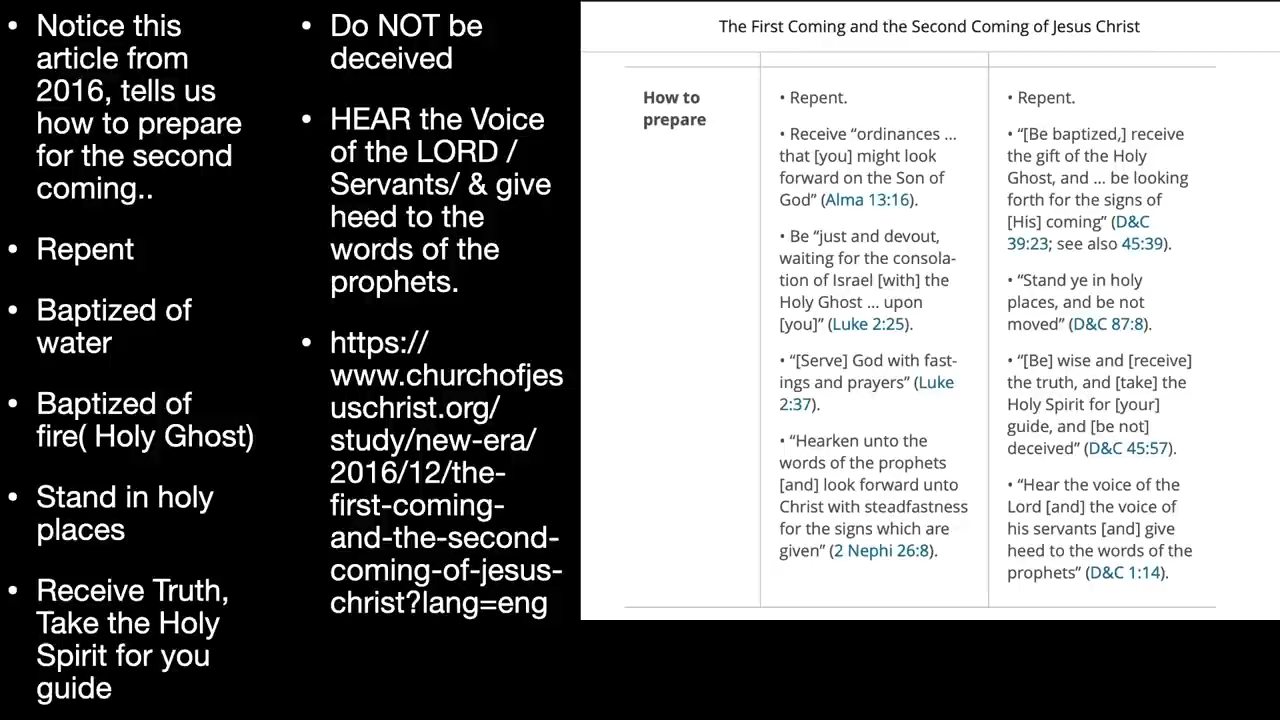 • Notice this
article from
2016, tells us
how to prepare
for the second
coming..
• Repent
• Baptized of
water
• Baptized of
fire( Holy Ghost)
• Stand in holy
places
• Receive Truth,
Take the Holy
Spirit for you
guide
• Do NOT be
deceived
• HEAR the Voice
of the LORD /
Servants/ & give
heed to the
words of the
prophets.
• https://
www.churchofjes
uschrist.org/
study/new-era/
2016/12/the-
first-coming-
and-the-second-
coming-of-jesus-
christ?lang=eng
The First Coming and the Second Coming of Jesus Christ
How to
prepare
• Repent.
• Receive “ordinances ...
that [you] might look
forward on the Son of
God” (Alma 13:16).
• Be “just and devout,
waiting for the consola-
tion of Israel [with] the
Holy Ghost ... upon
[you]” (Luke 2:25).
• “[Serve] God with fast-
ings and prayers” (Luke
2:37).
• “Hearken unto the
words of the prophets
[and] look forward unto
Christ with steadfastness
for the signs which are
given” (2 Nephi 26:8).
• Repent.
• “[Be baptized,] receive
the gift of the Holy
Ghost, and ... be looking
forth for the signs of
[His] coming” (D&C
39:23; see also 45:39).
• “Stand ye in holy
places, and be not
moved” (D&C 87:8).
• “[Be] wise and [receive]
the truth, and [take] the
Holy Spirit for [your]
guide, and [be not]
deceived” (D&C 45:57).
• “Hear the voice of the
Lord [and] the voice of
his servants [and] give
heed to the words of the
prophets” (D&C 1:14).